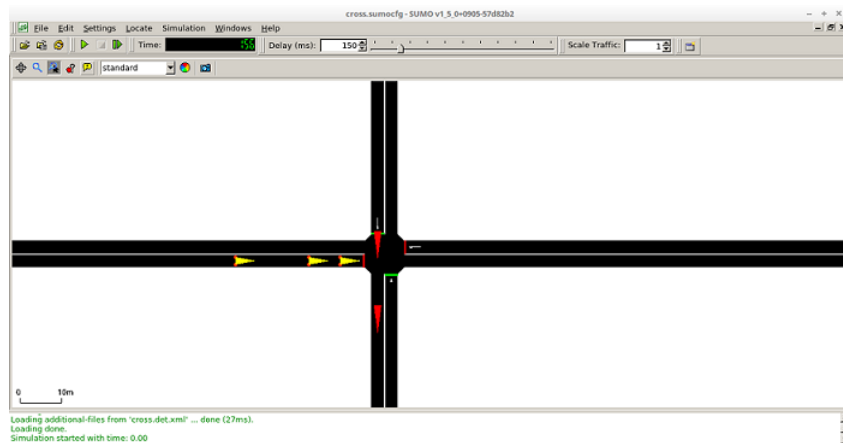 cross.sumocfg - SUMO v1_5_0+0905-57d82b2
File Edit Settings Locate Simulation Windows Help
Time: Delay (ms): 150 Scale Traffic: 1
standard
0 10m
Loading additional-files from 'cross.det.xml' ... done (27ms).
Loading done.
Simulation started with time: 0.00